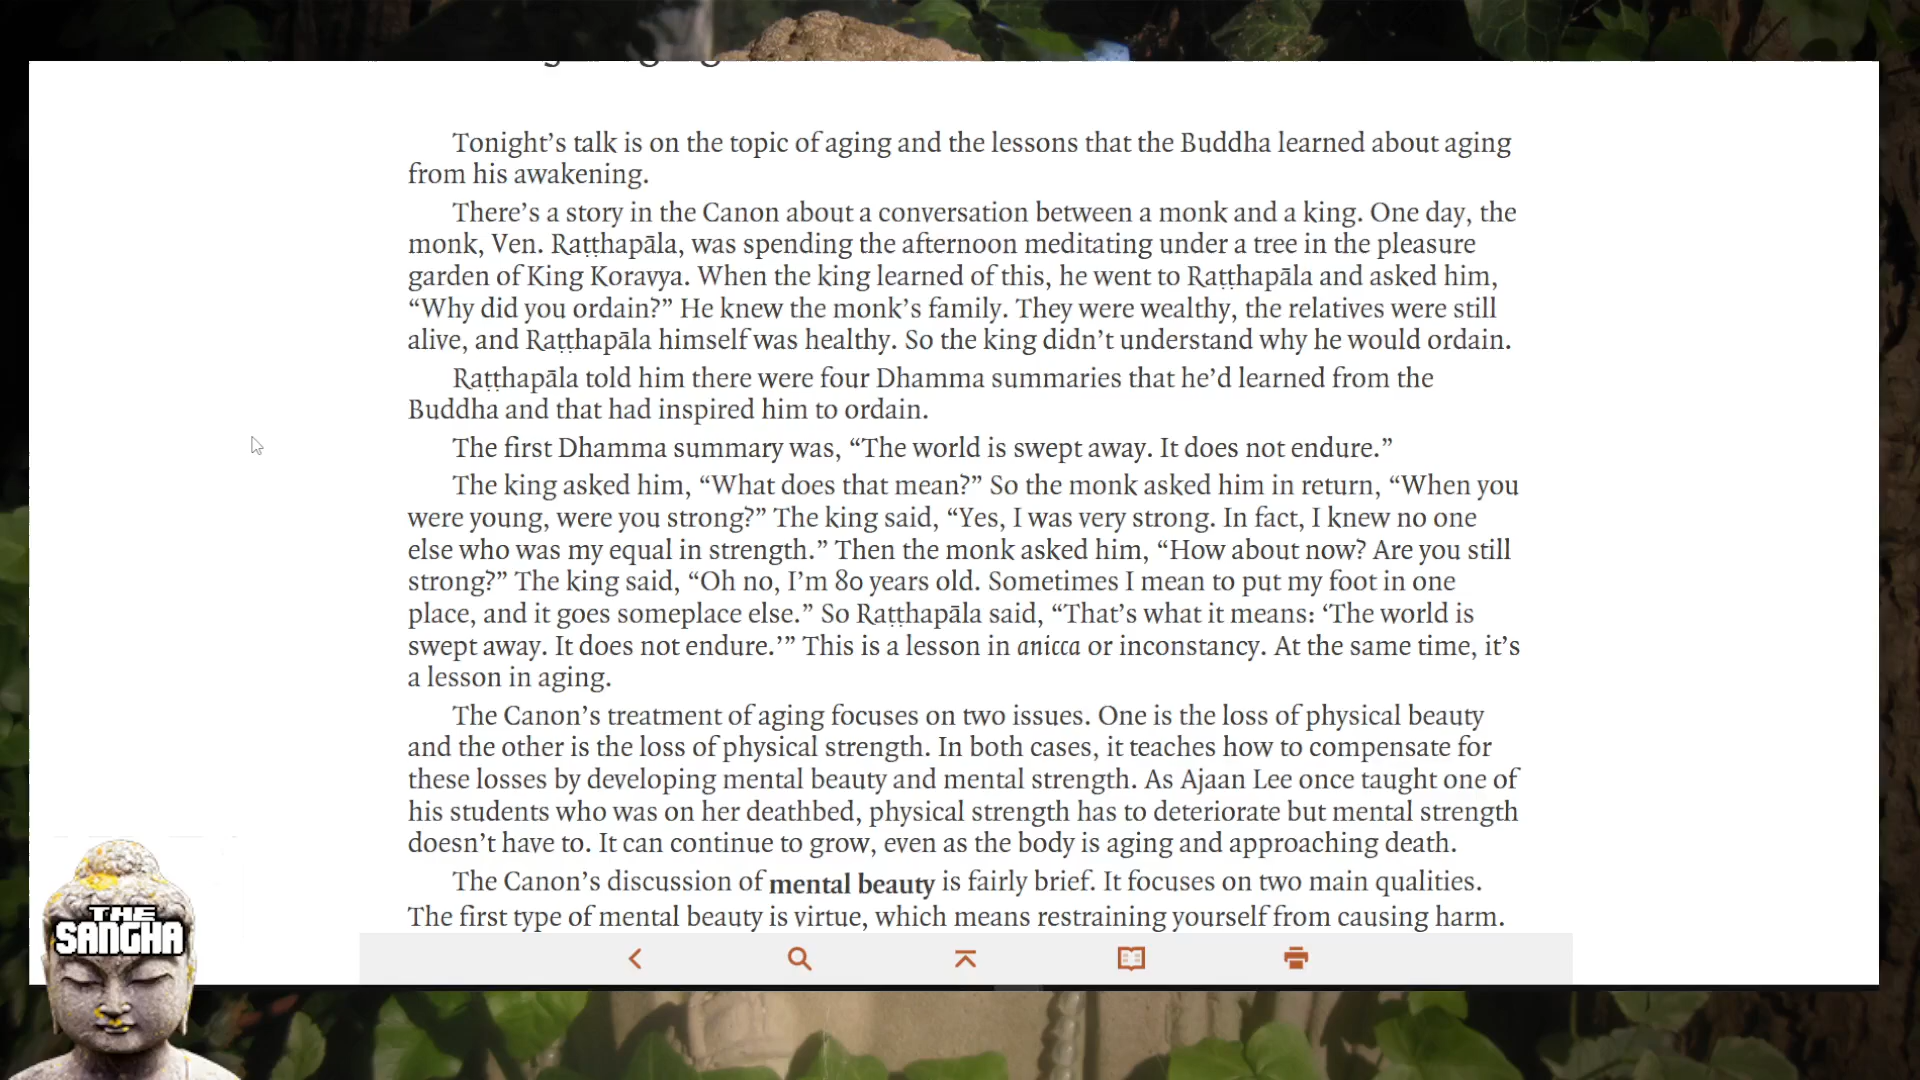 Tonight’s talk is on the topic of aging and the lessons that the Buddha learned about aging
from his awakening.
There’s a story in the Canon about a conversation between a monk and a king. One day, the
monk, Ven. Raṭṭhapāla, was spending the afternoon meditating under a tree in the pleasure
garden of King Koravya. When the king learned of this, he went to Raṭṭhapāla and asked him,
“Why did you ordain?” He knew the monk’s family. They were wealthy, the relatives were still
alive, and Raṭṭhapāla himself was healthy. So the king didn’t understand why he would ordain.
Raṭṭhapāla told him there were four Dhamma summaries that he’d learned from the
Buddha and that had inspired him to ordain.
The first Dhamma summary was, “The world is swept away. It does not endure.”
The king asked him, “What does that mean?” So the monk asked him in return, “When you
were young, were you strong?” The king said, “Yes, I was very strong. In fact, I knew no one
else who was my equal in strength.” Then the monk asked him, “How about now? Are you still
strong?” The king said, “Oh no, I’m 80 years old. Sometimes I mean to put my foot in one
place, and it goes someplace else.” So Raṭṭhapāla said, “That’s what it means: ‘The world is
swept away. It does not endure.’” This is a lesson in anicca or inconstancy. At the same time, it’s
a lesson in aging.
The Canon’s treatment of aging focuses on two issues. One is the loss of physical beauty
and the other is the loss of physical strength. In both cases, it teaches how to compensate for
these losses by developing mental beauty and mental strength. As Ajaan Lee once taught one of
his students who was on her deathbed, physical strength has to deteriorate but mental strength
doesn’t have to. It can continue to grow, even as the body is aging and approaching death.
The Canon’s discussion of mental beauty is fairly brief. It focuses on two main qualities.
The first type of mental beauty is virtue, which means restraining yourself from causing harm.
THE
SANGHA